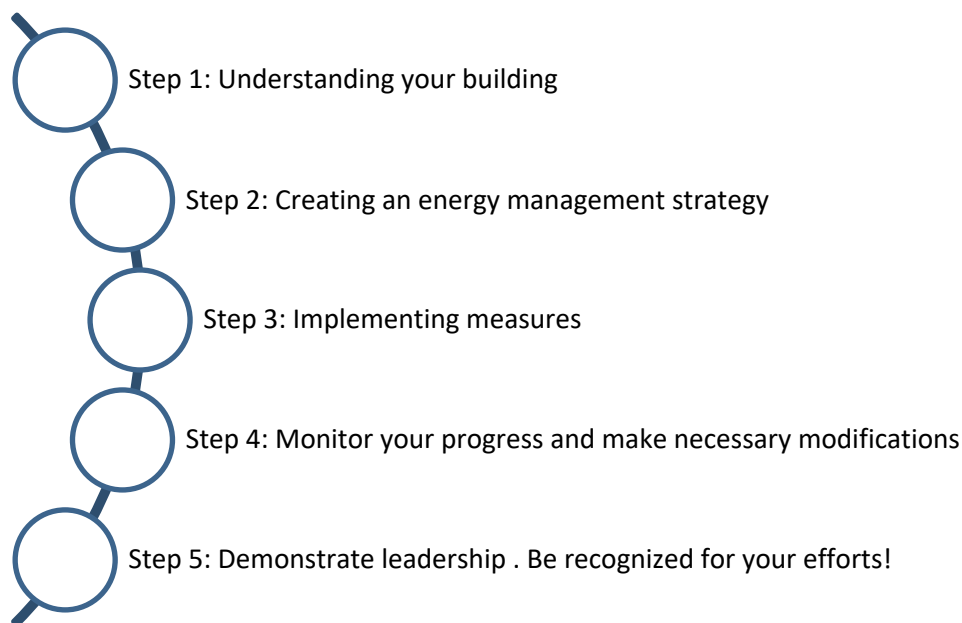 Step 1: Understanding your building
Step 2: Creating an energy management strategy
Step 3: Implementing measures
Step 4: Monitor your progress and make necessary modifications
Step 5: Demonstrate leadership . Be recognized for your efforts!